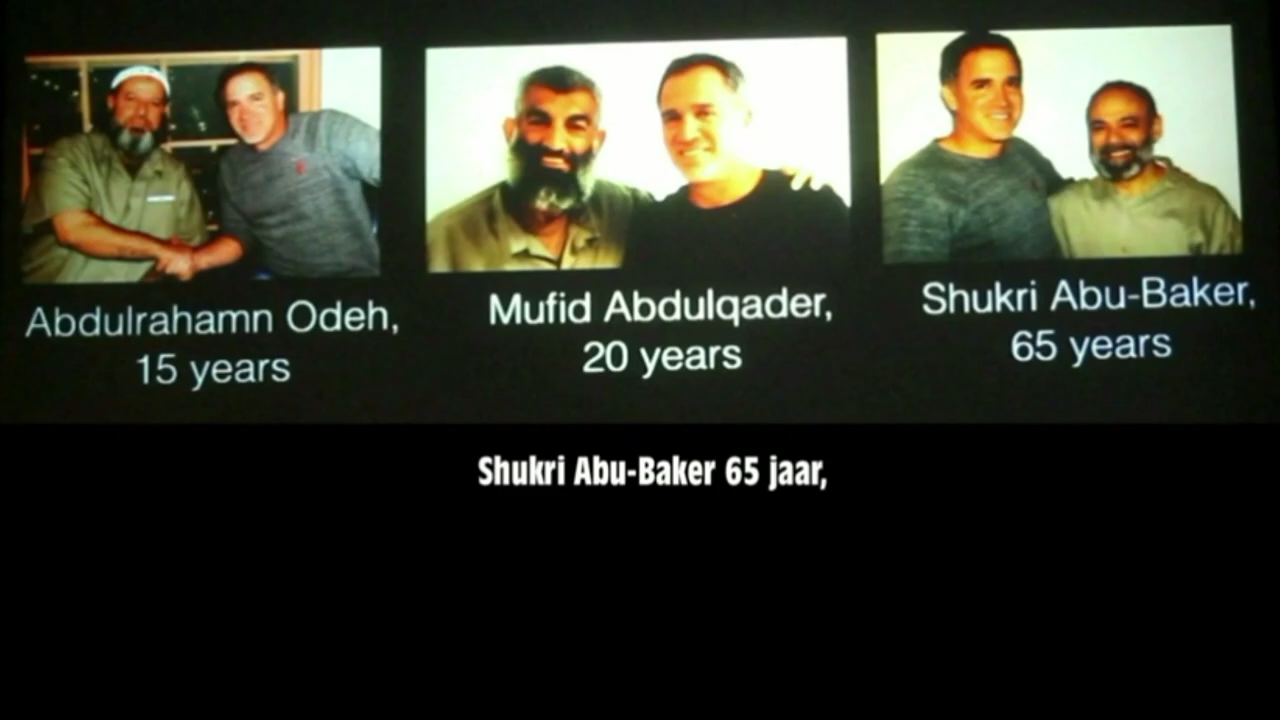 Abdulrahamn Odeh,
15 years
Mufid Abdulqader,
20 years
Shukri Abu-Baker,
65 years
Shukri Abu-Baker 65 jaar,